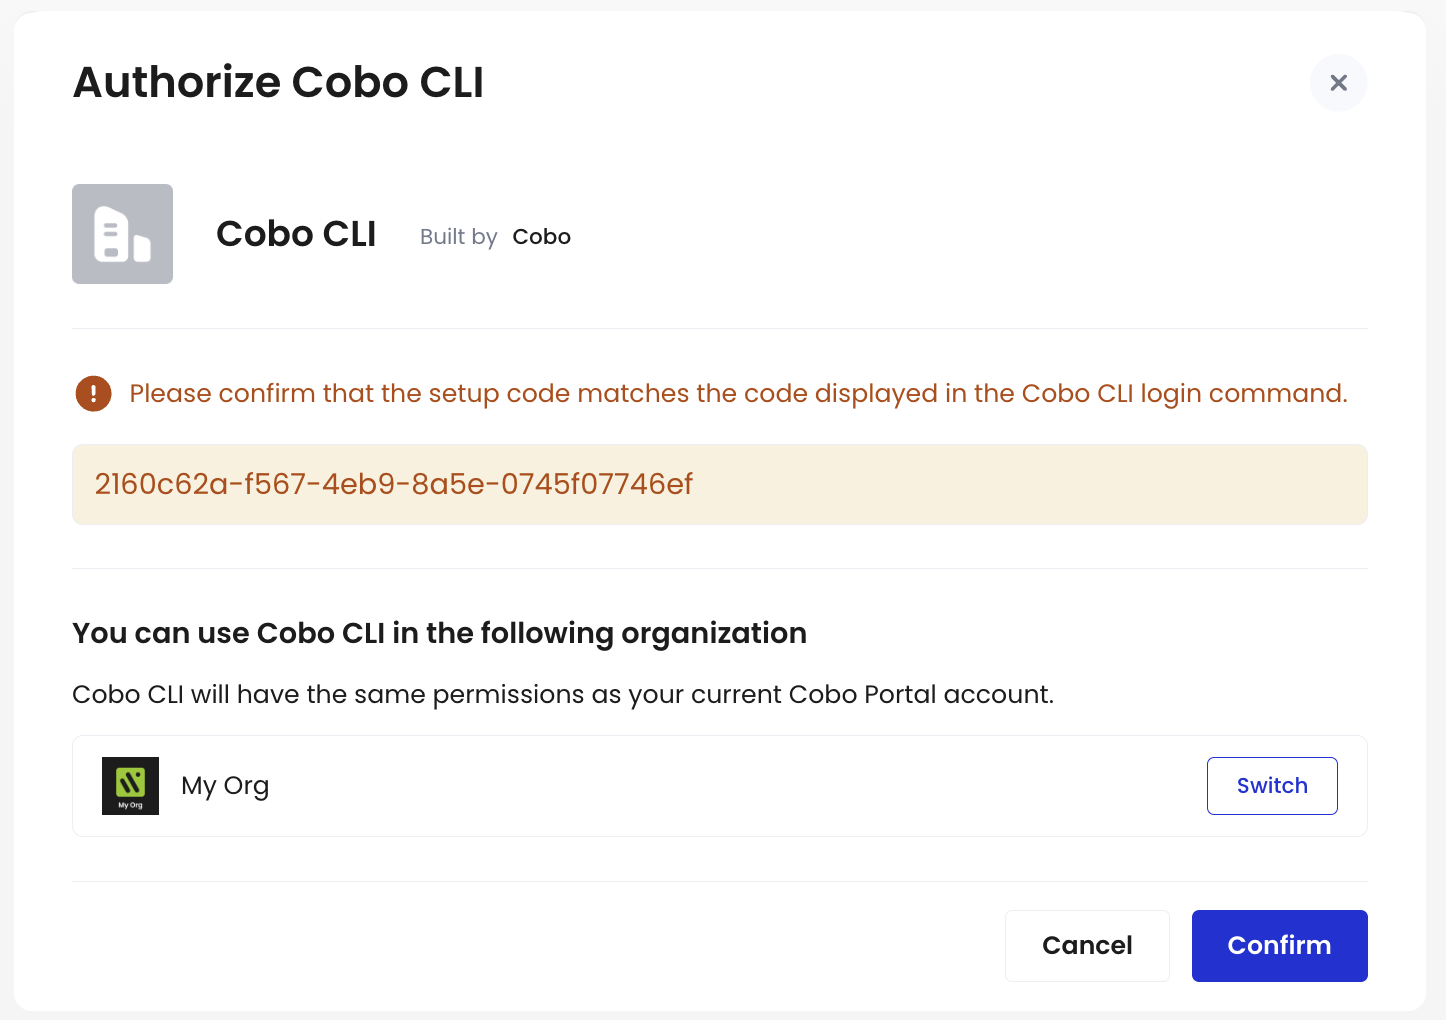 Authorize Cobo CLI
Cobo CLI Built by Cobo
Please confirm that the setup code matches the code displayed in the Cobo CLI login command.
2160c62a-f567-4eb9-8a5e-0745f07746ef
You can use Cobo CLI in the following organization
Cobo CLI will have the same permissions as your current Cobo Portal account.
My Org
My Org
Switch
Cancel
Confirm